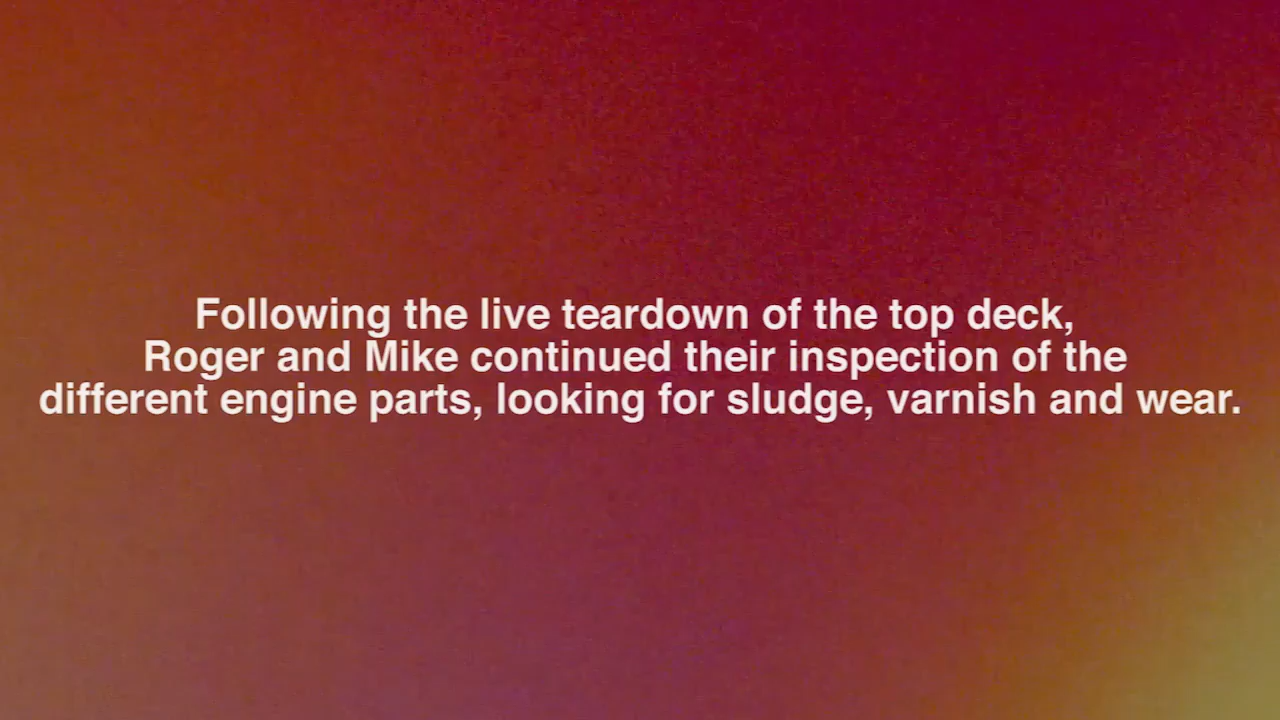 Following the live teardown of the top deck,
Roger and Mike continued their inspection of the
different engine parts, looking for sludge, varnish and wear.